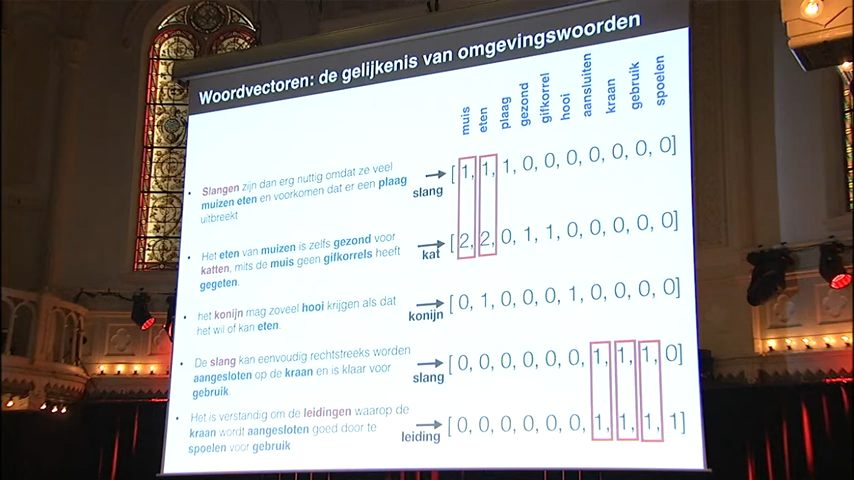 Woordvectoren: de gelijkenis van omgevingswoorden
muis
eten
plaag
gezond
gifkorrel
hooi
aansluiten
kraan
gebruik
spoelen
• Slangen zijn dan erg nuttig omdat ze veel
muizen eten en voorkomen dat er een plaag
uitbreekt
slang
[ 1, 1, 1, 0, 0, 0, 0, 0, 0, 0]
• Het eten van muizen is zelfs gezond voor
katten, mits de muis geen gifkorrels heeft
gegeten.
kat
[ 2, 2, 0, 1, 1, 0, 0, 0, 0, 0]
• het konijn mag zoveel hooi krijgen als dat
het wil of kan eten.
konijn
[ 0, 1, 0, 0, 0, 1, 0, 0, 0, 0]
• De slang kan eenvoudig rechtstreeks worden
aangesloten op de kraan en is klaar voor
gebruik
slang
[ 0, 0, 0, 0, 0, 0, 1, 1, 1, 0]
• Het is verstandig om de leidingen waarop de
kraan wordt aangesloten goed door te
spoelen voor gebruik
leiding
[ 0, 0, 0, 0, 0, 0, 1, 1, 1, 1]